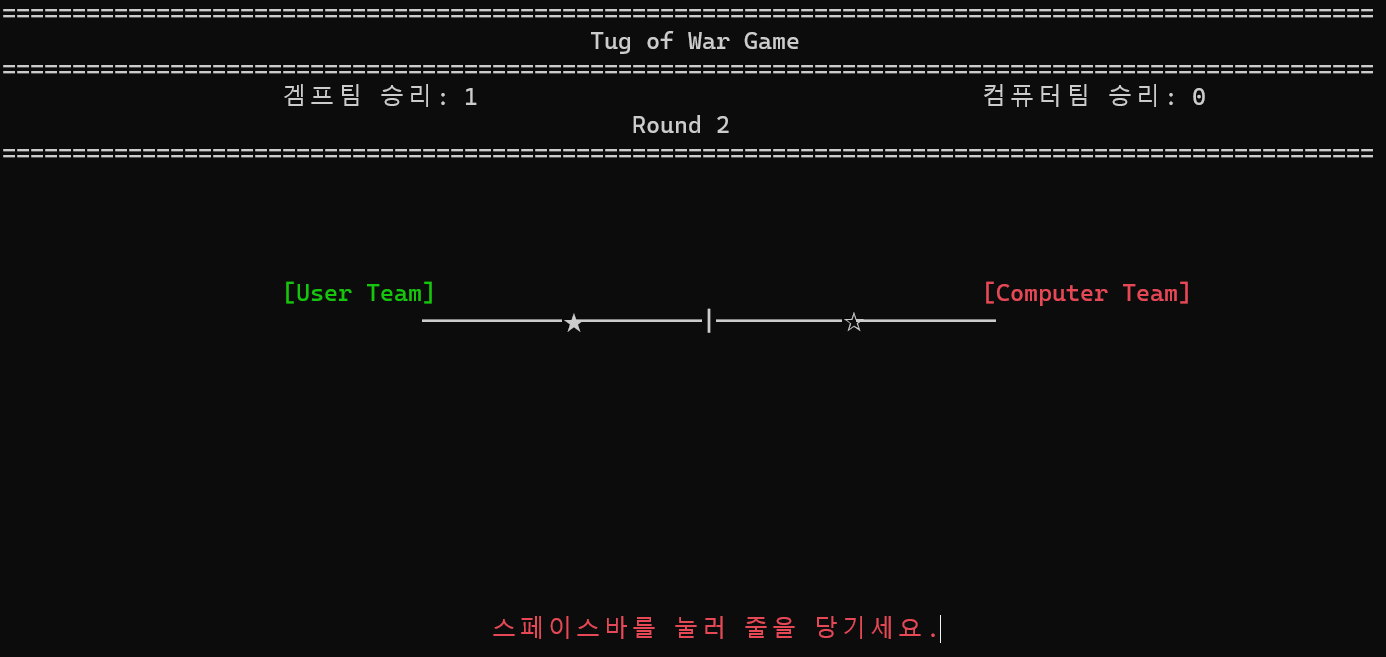 ==================================================================================================
Tug of War Game
==================================================================================================
겜프팀 승리: 1 컴퓨터팀 승리: 0
Round 2
==================================================================================================
[User Team] [Computer Team]
──────────★─────────|─────────☆──────────
스페이스바를 눌러 줄을 당기세요.